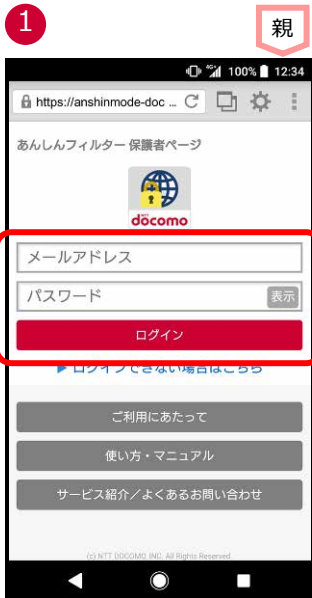 1
親
4G 100% 12:34
https://anshinmode-doc ...
あんしんフィルター 保護者ページ
NTT
döcomo
メールアドレス
パスワード 表示
ログイン
▶ ログインできない場合はこちら
ご利用にあたって
使い方・マニュアル
サービス紹介／よくあるお問い合わせ
(c) NTT DOCOMO, INC. All Rights Reserved.